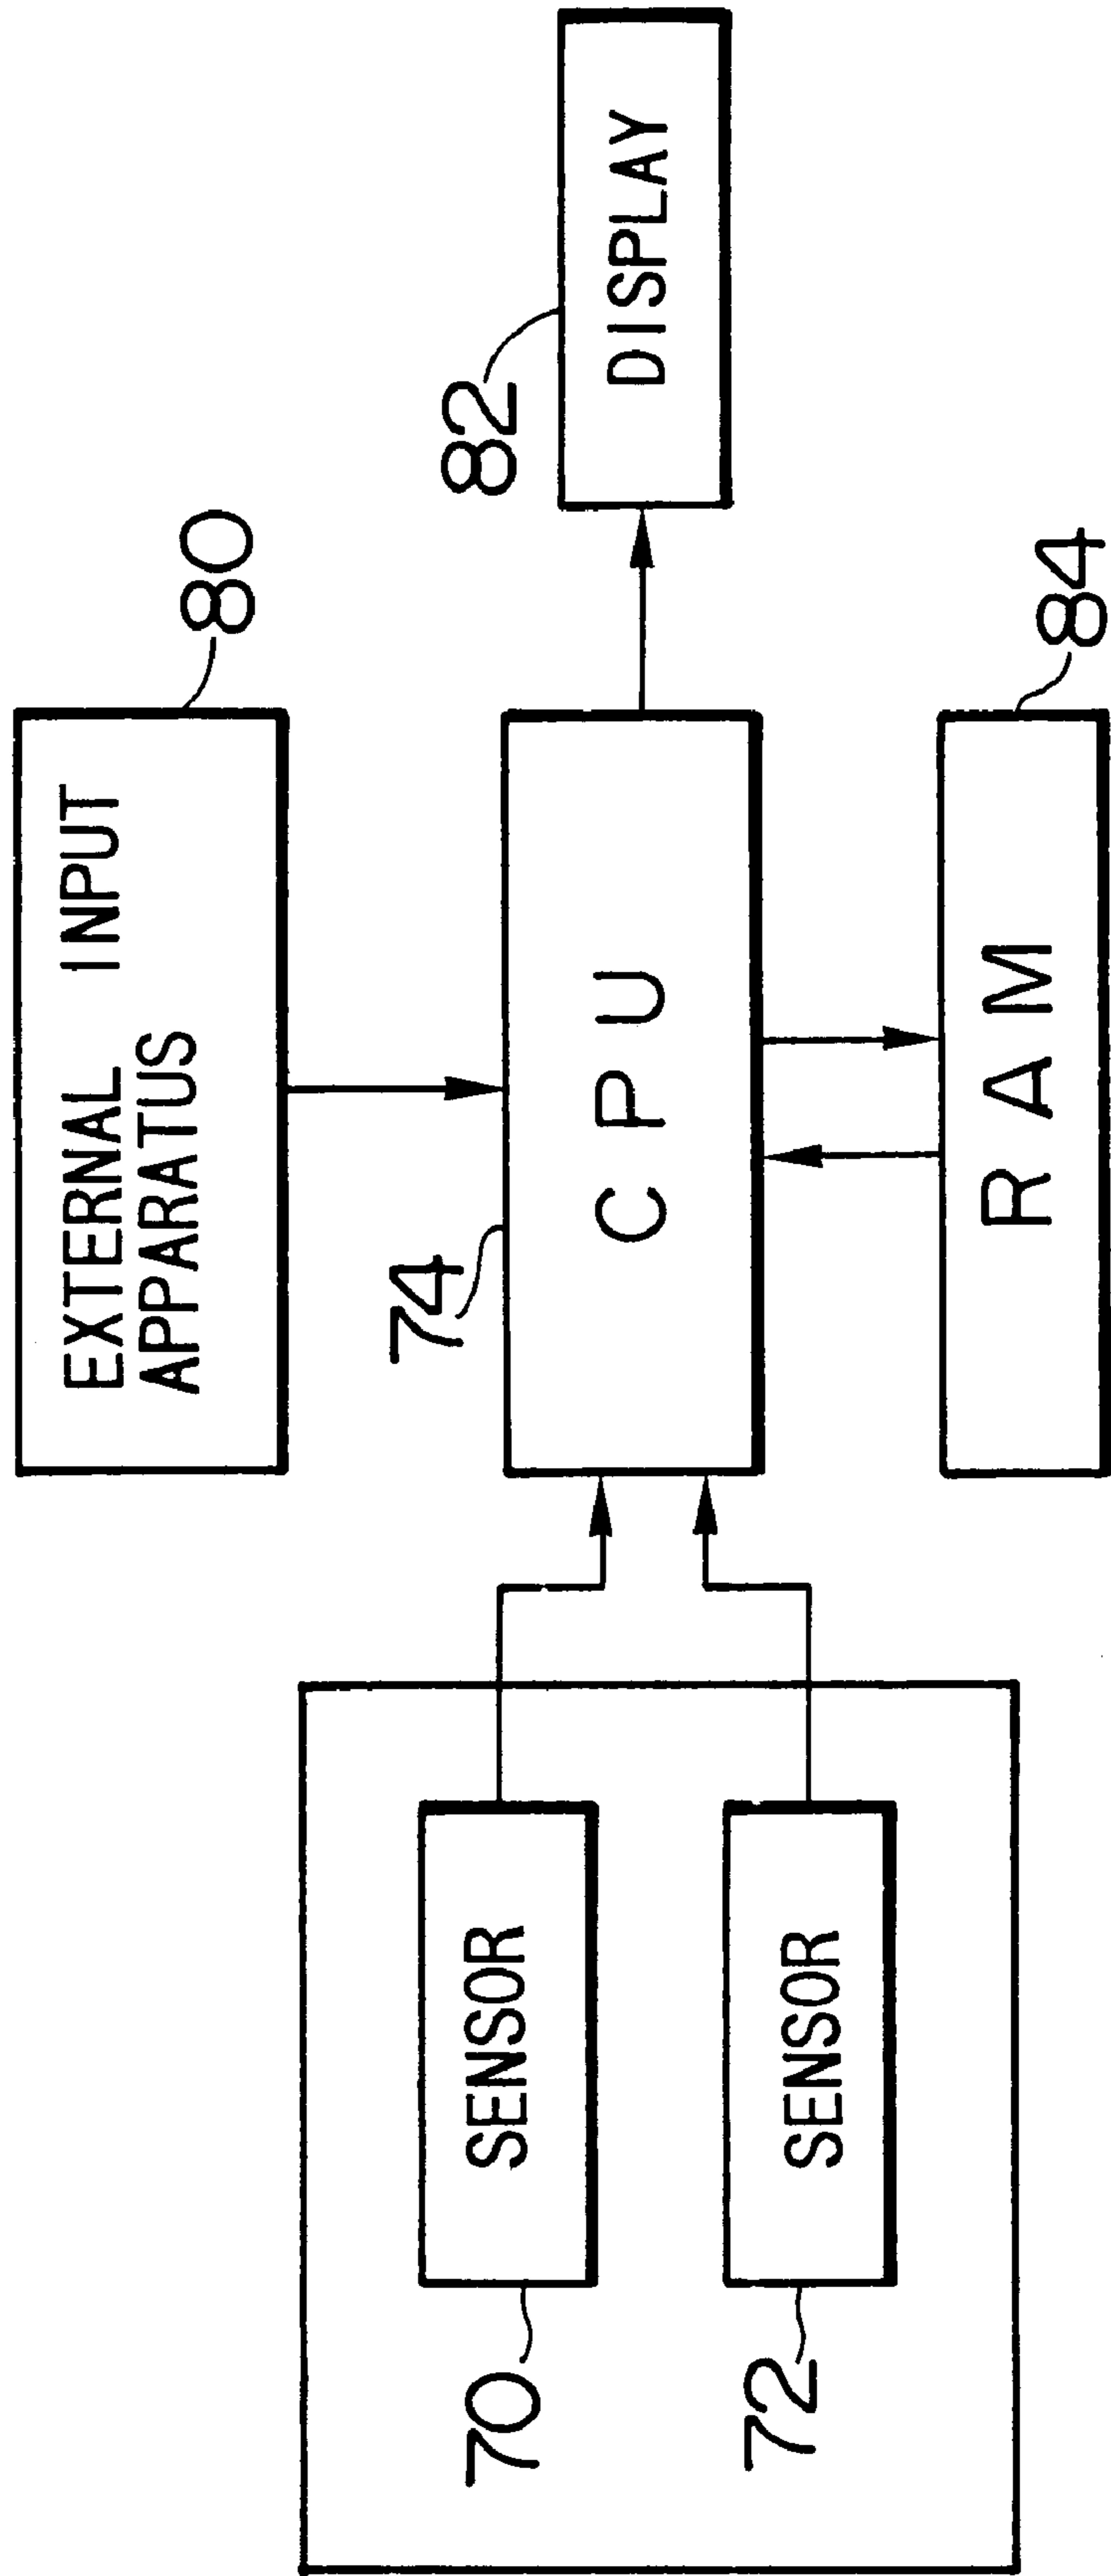 EXTERNAL INPUT
APPARATUS
80
74
CPU
82
DISPLAY
70
SENSOR
72
SENSOR
RAM
84